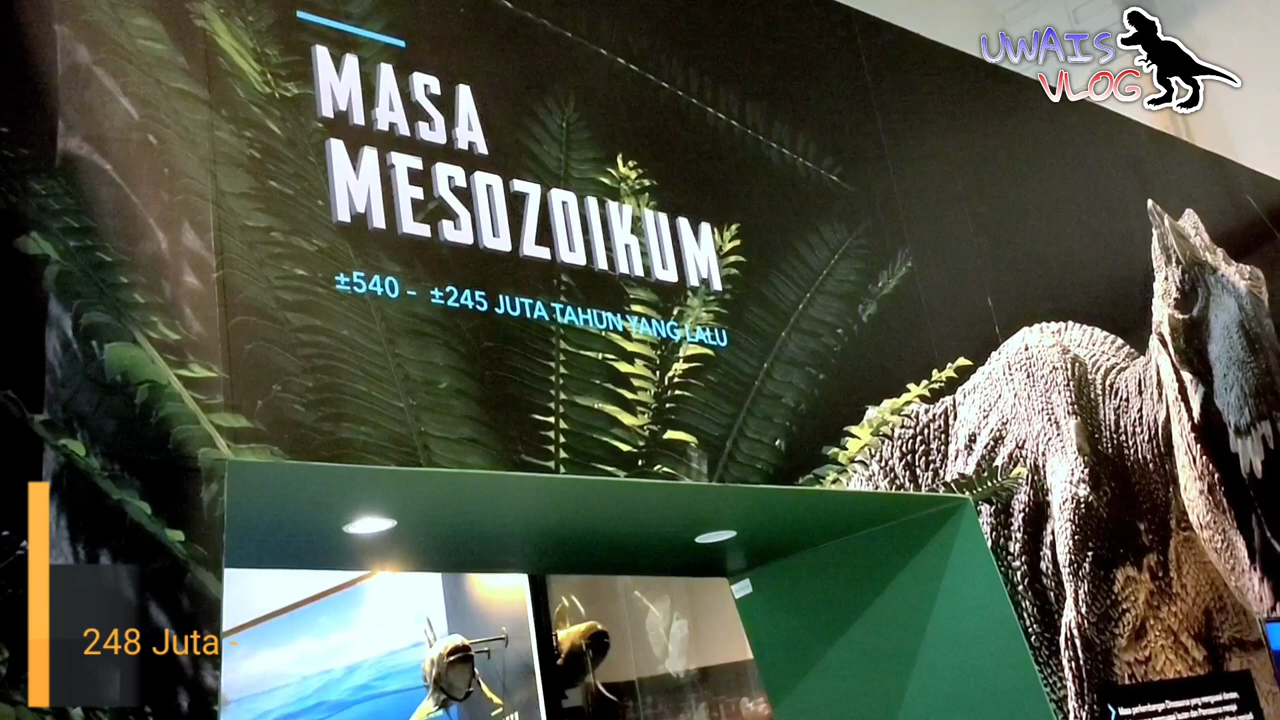 UWAIS
VLOG
MASA
MESOZOIKUM
±540 - ±245 JUTA TAHUN YANG LALU
248 Juta -